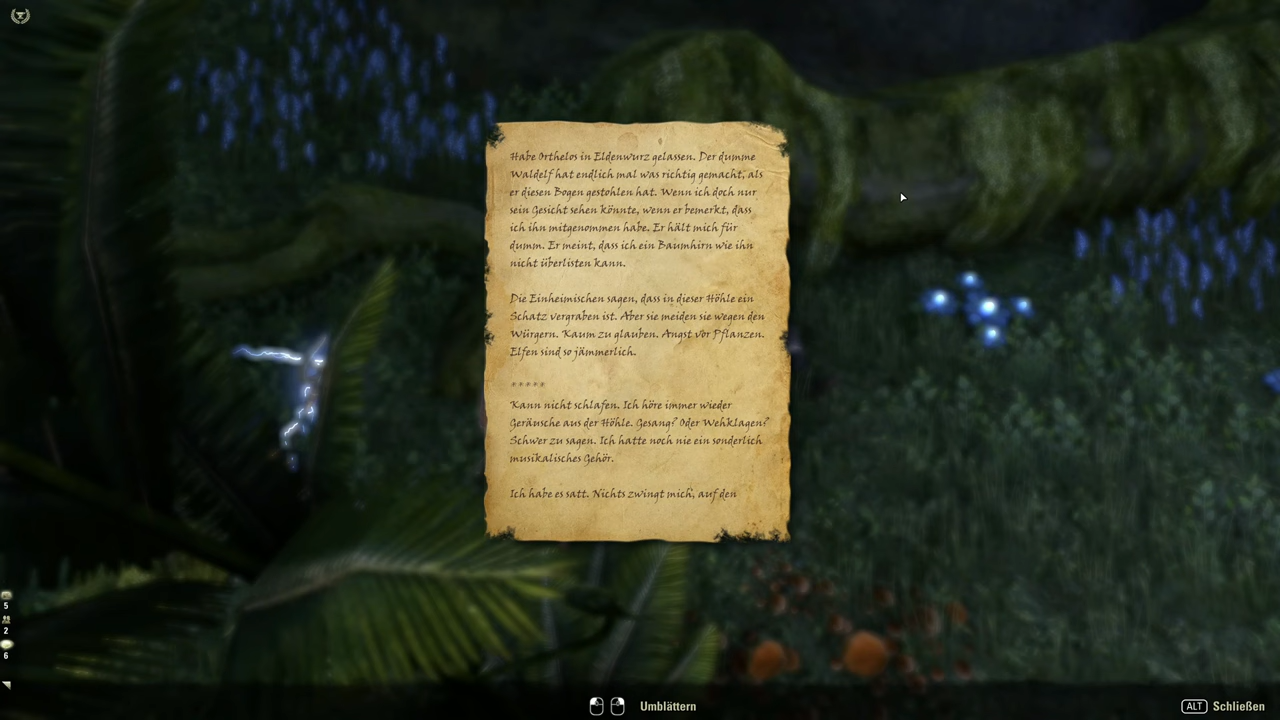 Habe Orthelos in Eldenwurz gelassen. Der dumme
Waldelf hat endlich mal was richtig gemacht, als
er diesen Bogen gestohlen hat. Wenn ich doch nur
sein Gesicht sehen könnte, wenn er bemerkt, dass
ich ihn mitgenommen habe. Er hält mich für
dumm. Er meint, dass ich ein Baumhirn wie ihn
nicht überlisten kann.
Die Einheimischen sagen, dass in dieser Höhle ein
Schatz vergraben ist. Aber sie meiden sie wegen den
Würgern. Kaum zu glauben. Angst vor Pflanzen.
Elfen sind so jämmerlich.
*****
Kann nicht schlafen. Ich höre immer wieder
Geräusche aus der Höhle. Gesang? Oder Wehklagen?
Schwer zu sagen. Ich hatte noch nie ein sonderlich
musikalisches Gehör.
Ich habe es satt. Nichts zwingt mich, auf den
5
2
6
Umblättern
ALT Schließen